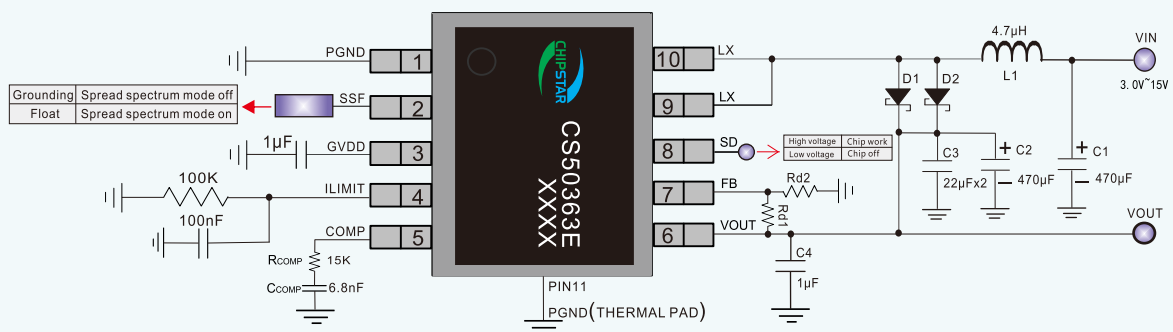 PGND
1
Grounding Spread spectrum mode off
Float Spread spectrum mode on
SSF
2
1μF
GVDD
3
100K
ILIMIT
4
100nF
COMP
5
RCOMP 15K
CCOMP 6.8nF
CHIPSTAR
CS50363E
XXXX
PIN11
PGND(THERMAL PAD)
10
LX
9
LX
8
SD
High voltage Chip work
Low voltage Chip off
7
FB
Rd2
Rd1
6
VOUT
C4
1μF
D1
D2
4.7μH
L1
VIN
3.0V~15V
C3
22μFx2
+
C2
470μF
+
C1
470μF
VOUT